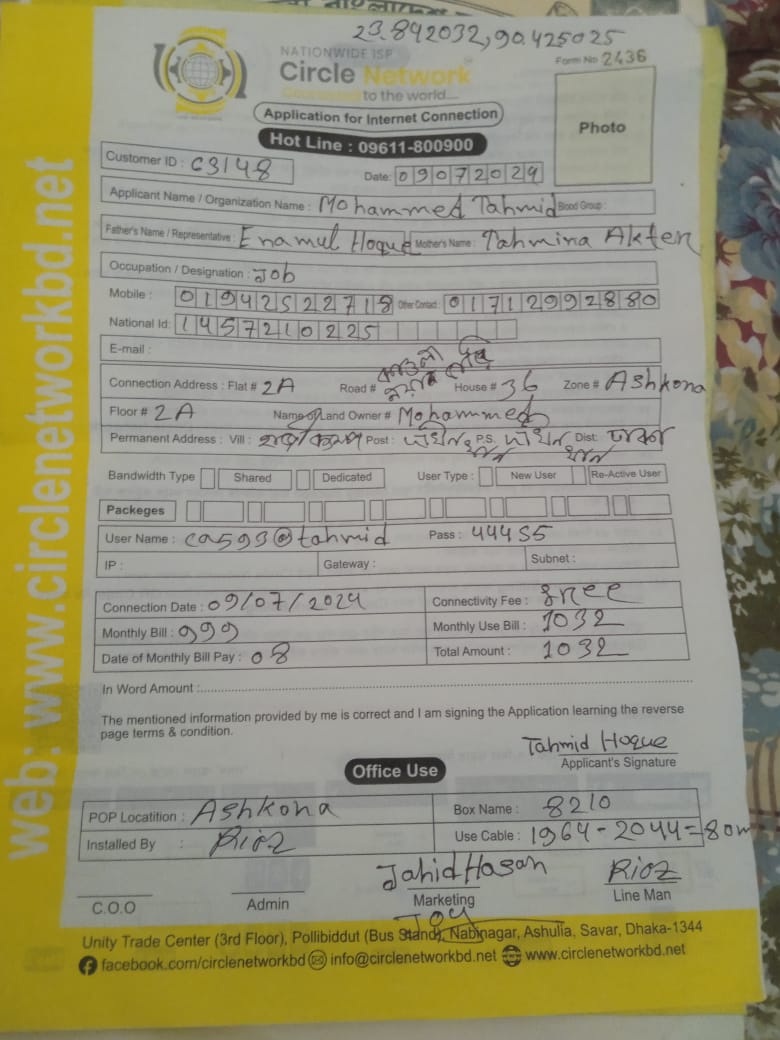 23.842032, 90.425025
NATIONWIDE ISP
Circle Network
Connected to the world....
Form No 2436
Application for Internet Connection
Photo
Hot Line : 09611-800900
Customer ID : C3148
Date: 09072024
Applicant Name / Organization Name : Mohammed Tahmid Blood Group :
Father's Name / Representative : Enamul Hoque Mother's Name : Tahmina Akter
Occupation / Designation : Job
Mobile : 01942522718 Other Contact : 01712992880
National Id: 1457210225
E-mail :
Connection Address : Flat # 2A Road # House # 36 Zone # Ashkona
Floor # 2A Name of Land Owner # Mohammed
Permanent Address : Vill : Post : P.S. Dist:
Bandwidth Type Shared Dedicated User Type : New User Re-Active User
Packeges
User Name : ca593@tahmid Pass : 44455
IP : Gateway : Subnet :
Connection Date : 09/07/2024 Connectivity Fee : free
Monthly Bill : 999 Monthly Use Bill : 1032
Date of Monthly Bill Pay : 08 Total Amount : 1032
In Word Amount :
The mentioned information provided by me is correct and I am signing the Application learning the reverse
page terms & condition.
Tahmid Hoque
Applicant's Signature
Office Use
POP Locatition : Ashkona Box Name : 8210
Installed By : Rioz Use Cable : 1964-2044=80m
Jahid Hasan Rioz
C.O.O Admin Marketing Line Man
Joy
Unity Trade Center (3rd Floor), Pollibiddut (Bus Stand), Nabinagar, Ashulia, Savar, Dhaka-1344
facebook.com/circlenetworkbd info@circlenetworkbd.net www.circlenetworkbd.net
web: www.circlenetworkbd.net